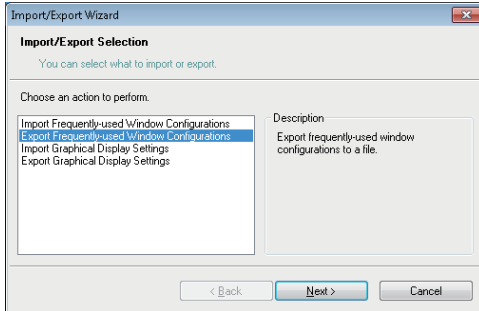 Import/Export Wizard
Import/Export Selection
You can select what to import or export.
Choose an action to perform.
Import Frequently-used Window Configurations
Export Frequently-used Window Configurations
Import Graphical Display Settings
Export Graphical Display Settings
Description
Export frequently-used window
configurations to a file.
< Back
Next >
Cancel